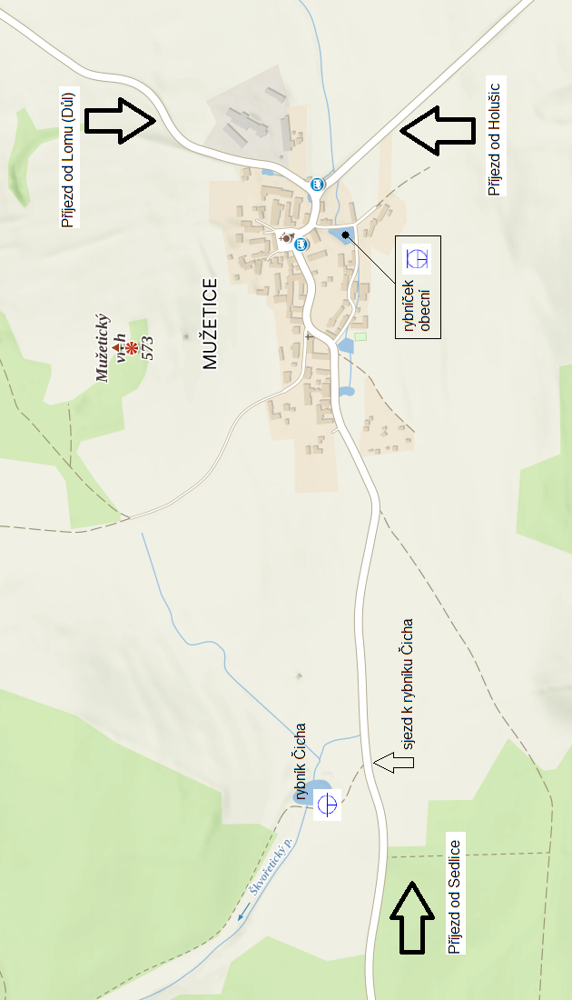 Příjezd od Lomu (Důl)
Příjezd od Holušic
rybníček
obecní
MUŽETICE
Mužetický
vrch
573
sjezd k rybníku Čicha
rybník Čicha
Škvořetický p.
Příjezd od Sedlice